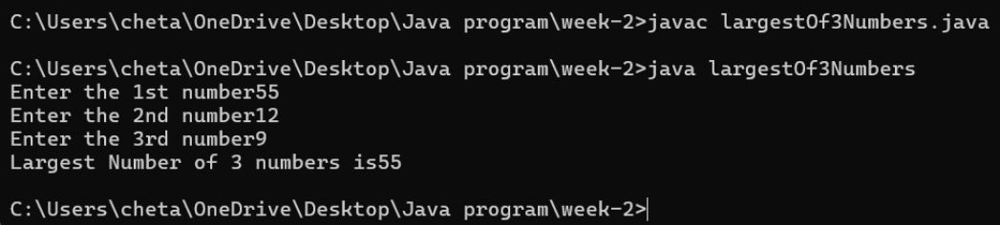 C:\Users\cheta\OneDrive\Desktop\Java program\week-2>javac largestOf3Numbers.java
C:\Users\cheta\OneDrive\Desktop\Java program\week-2>java largestOf3Numbers
Enter the 1st number55
Enter the 2nd number12
Enter the 3rd number9
Largest Number of 3 numbers is55
C:\Users\cheta\OneDrive\Desktop\Java program\week-2>